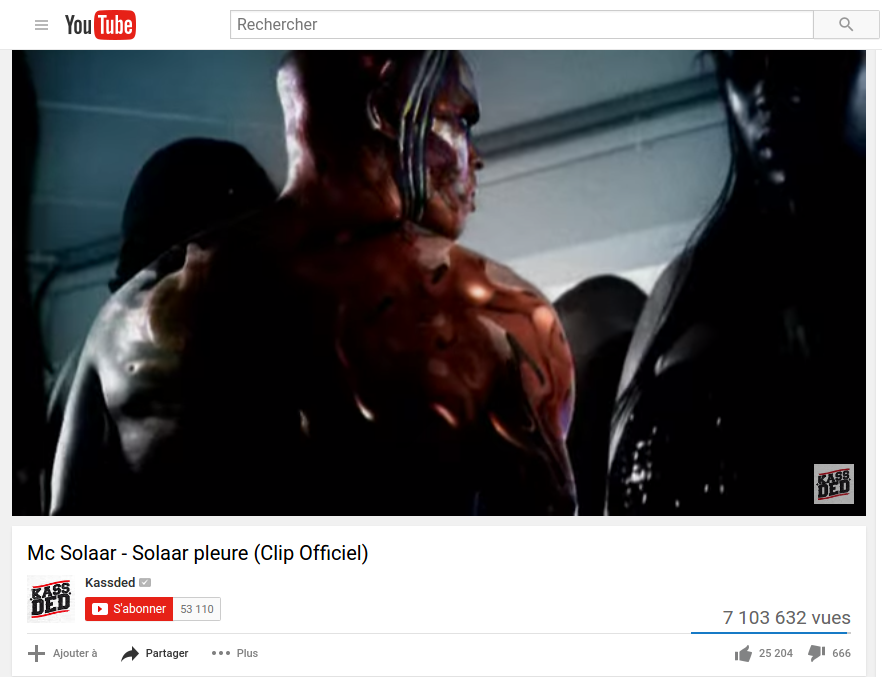 YouTube
Rechercher
KASS
DED
Mc Solaar - Solaar pleure (Clip Officiel)
KASS
DED
Kassded
S'abonner 53 110
7 103 632 vues
Ajouter à Partager Plus 25 204 666